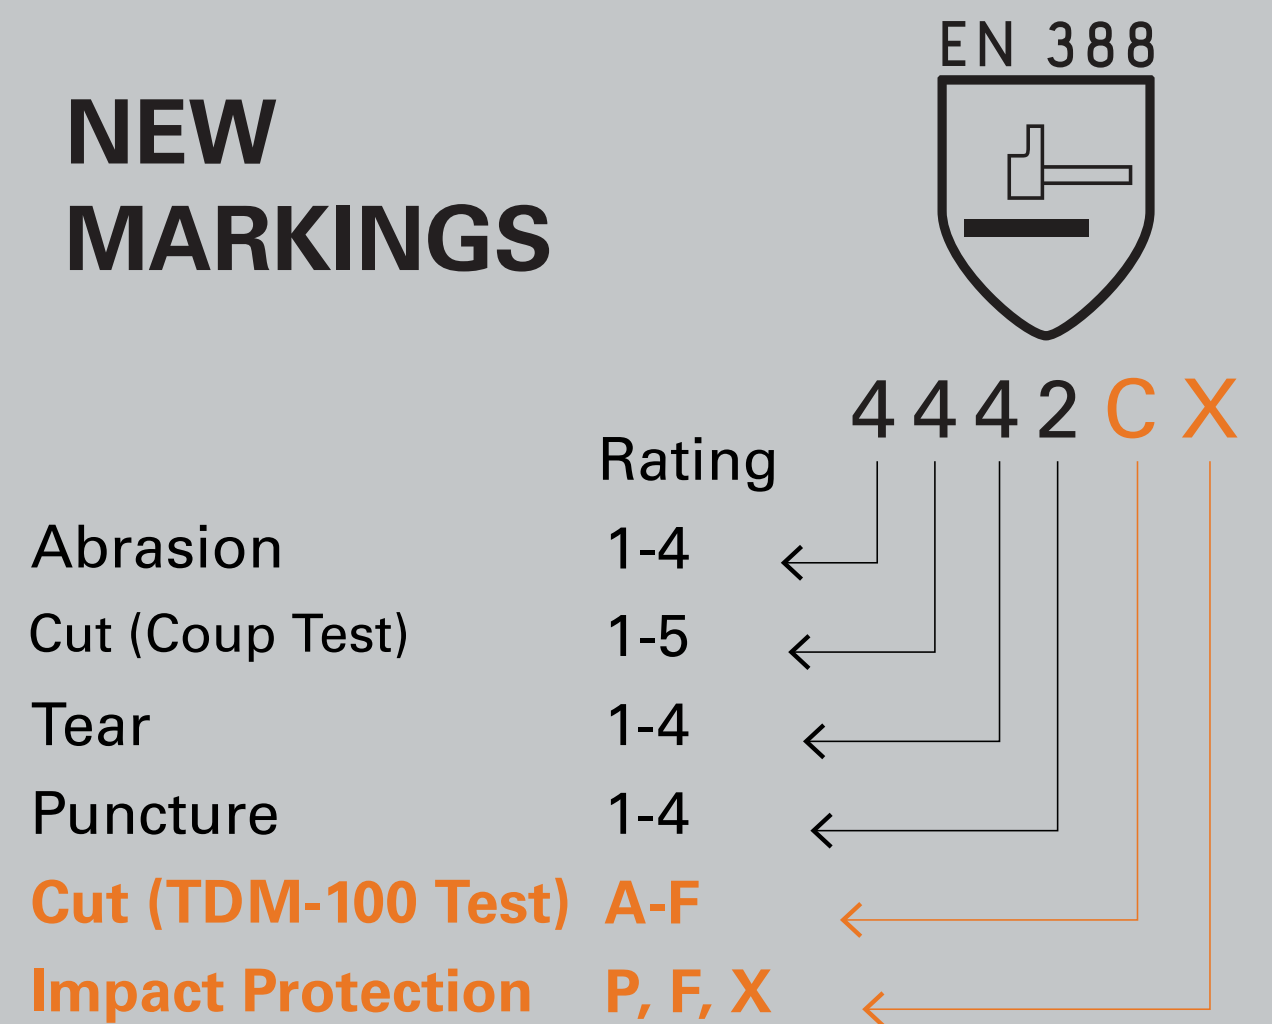 EN 388
NEW
MARKINGS
4 4 4 2 C X
Rating
Abrasion 1-4
Cut (Coup Test) 1-5
Tear 1-4
Puncture 1-4
Cut (TDM-100 Test) A-F
Impact Protection P, F, X